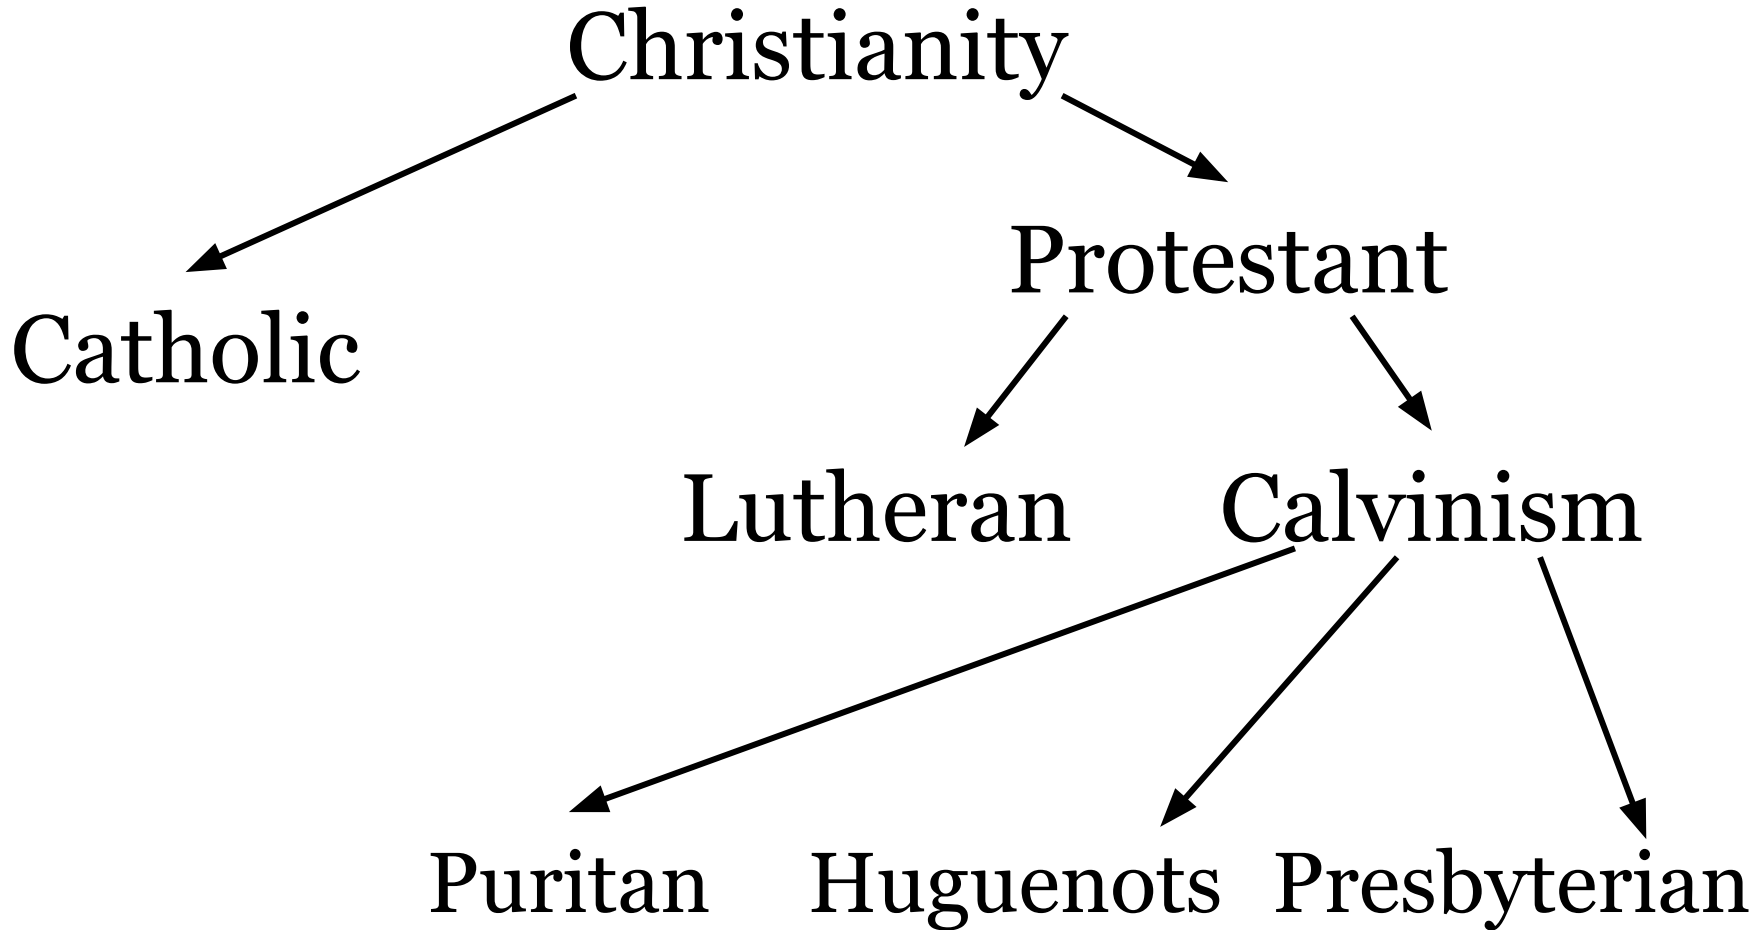 Christianity
Protestant
Catholic
Lutheran Calvinism
Puritan Huguenots Presbyterian